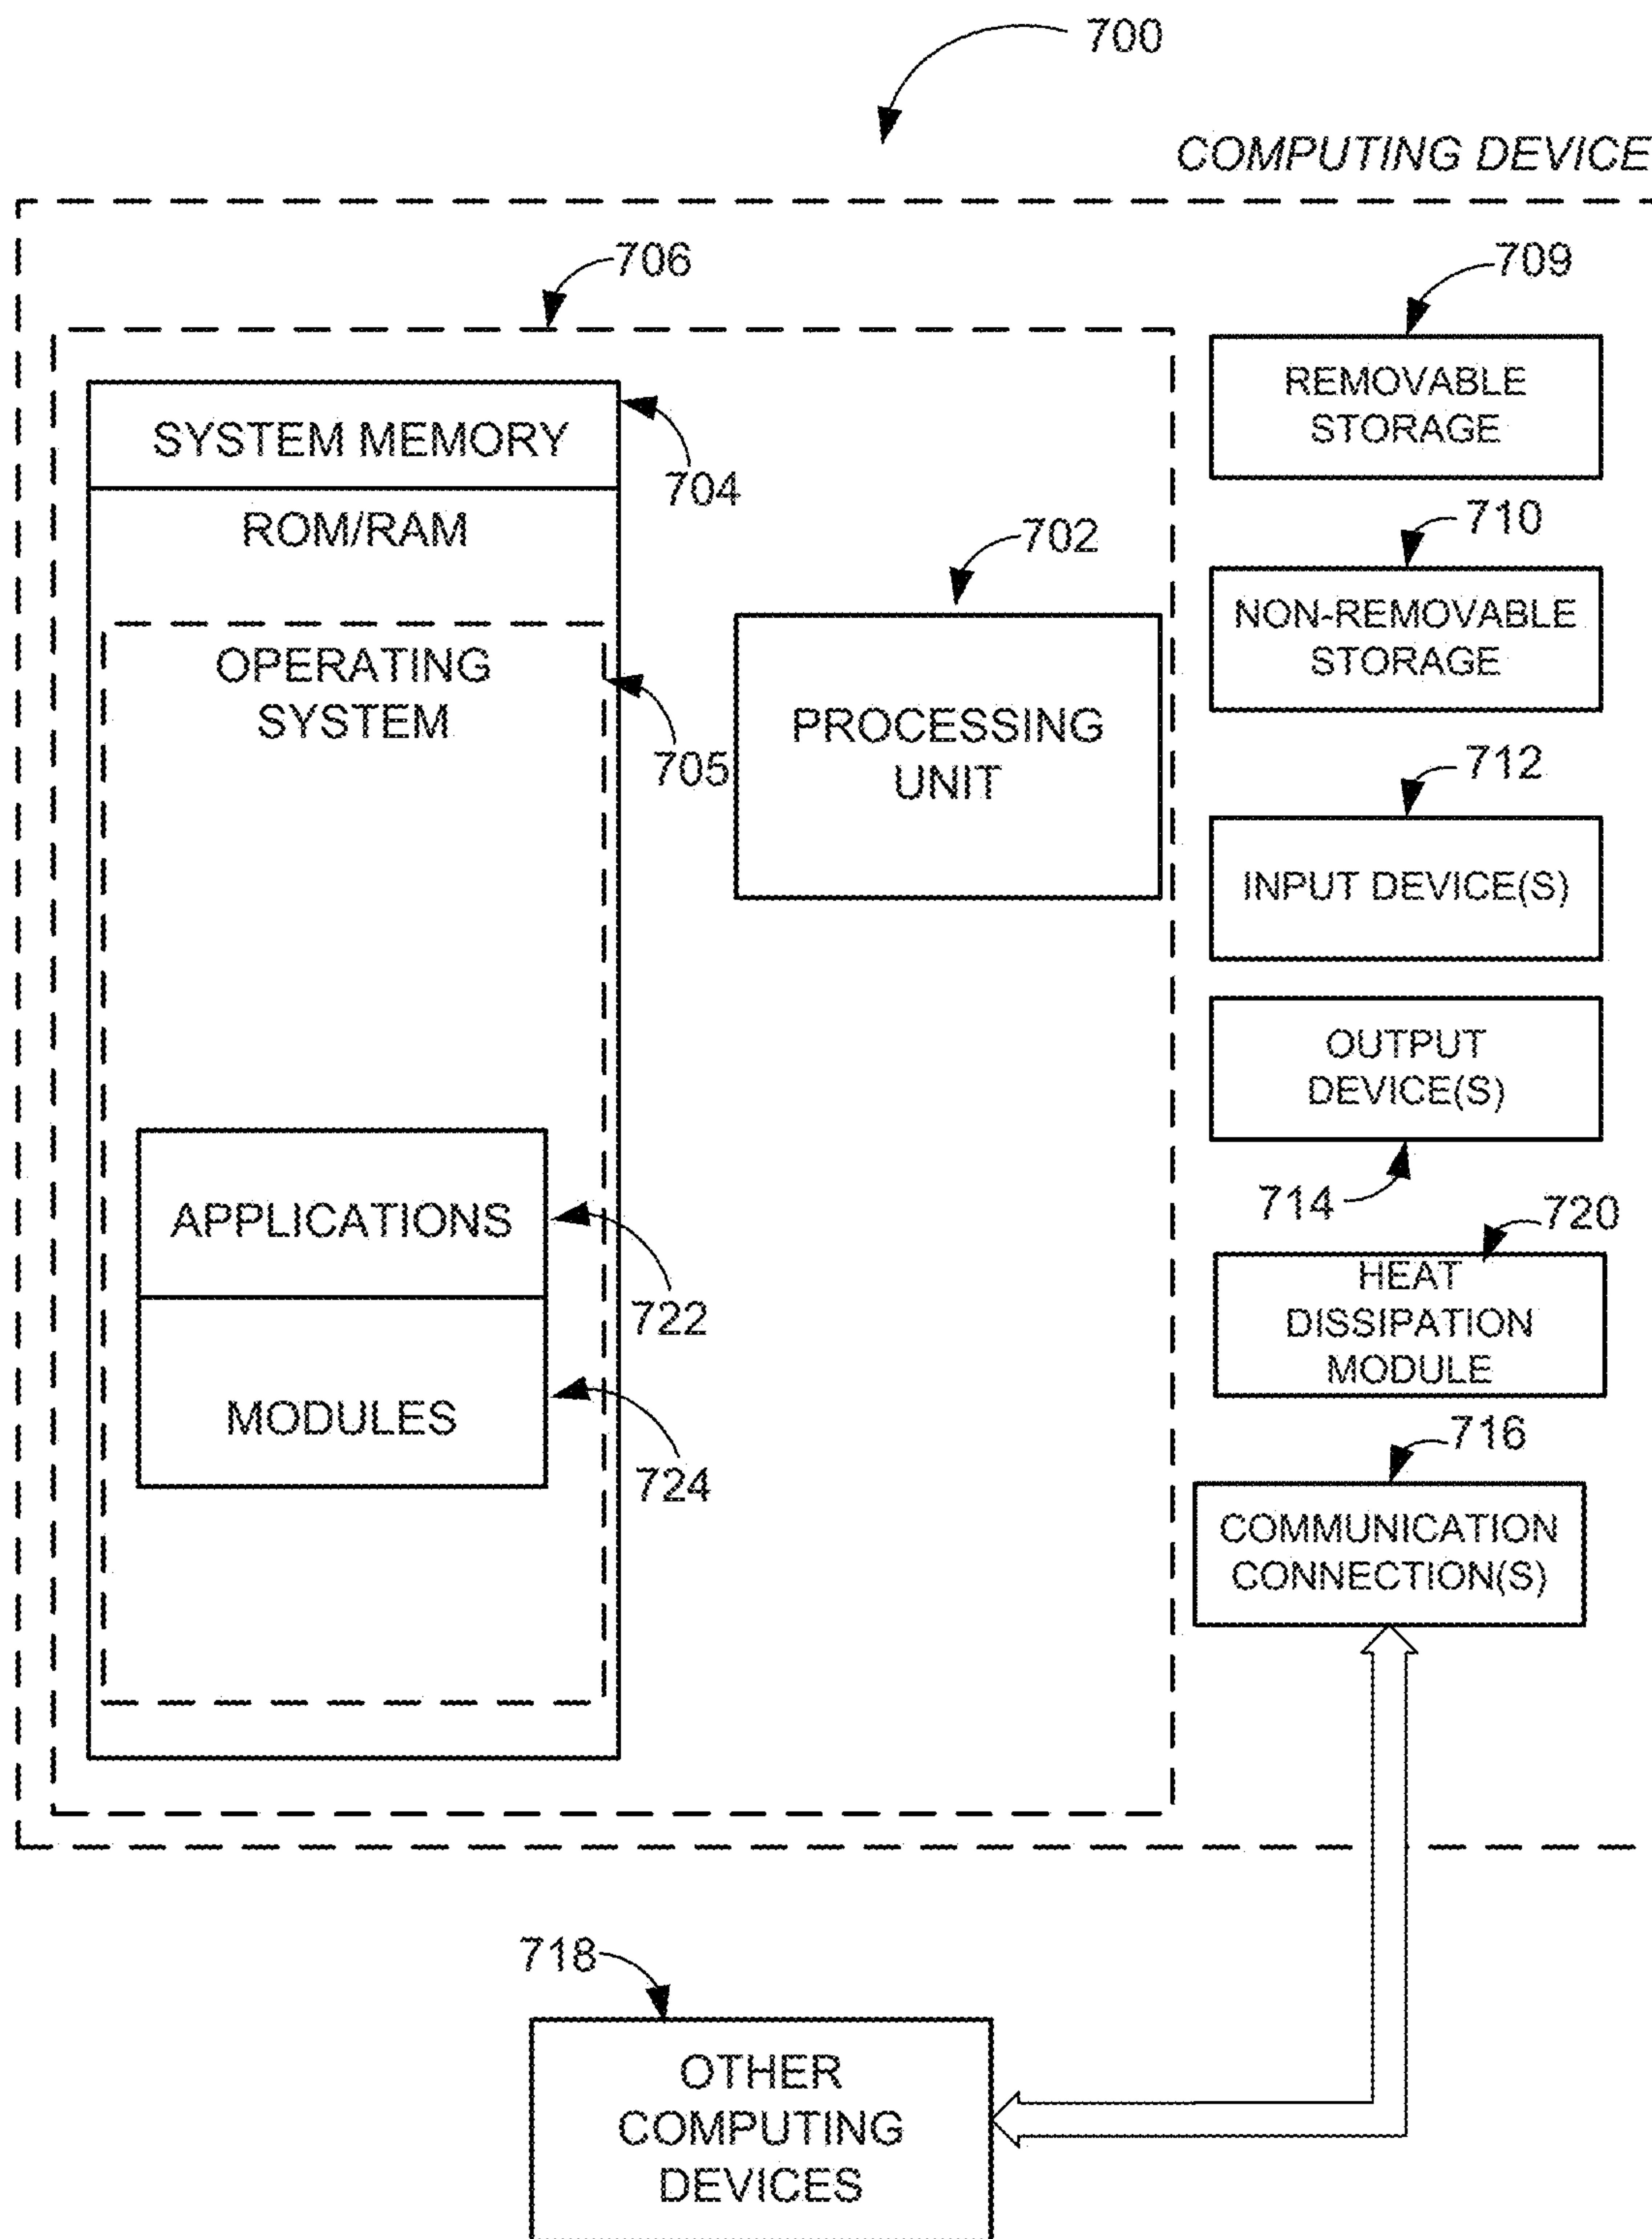 700
COMPUTING DEVICE
706
709
SYSTEM MEMORY
704
ROM/RAM
OPERATING
SYSTEM
705
702
PROCESSING
UNIT
APPLICATIONS
722
MODULES
724
REMOVABLE
STORAGE
710
NON-REMOVABLE
STORAGE
712
INPUT DEVICE(S)
OUTPUT
DEVICE(S)
714
720
HEAT
DISSIPATION
MODULE
716
COMMUNICATION
CONNECTION(S)
718
OTHER
COMPUTING
DEVICES